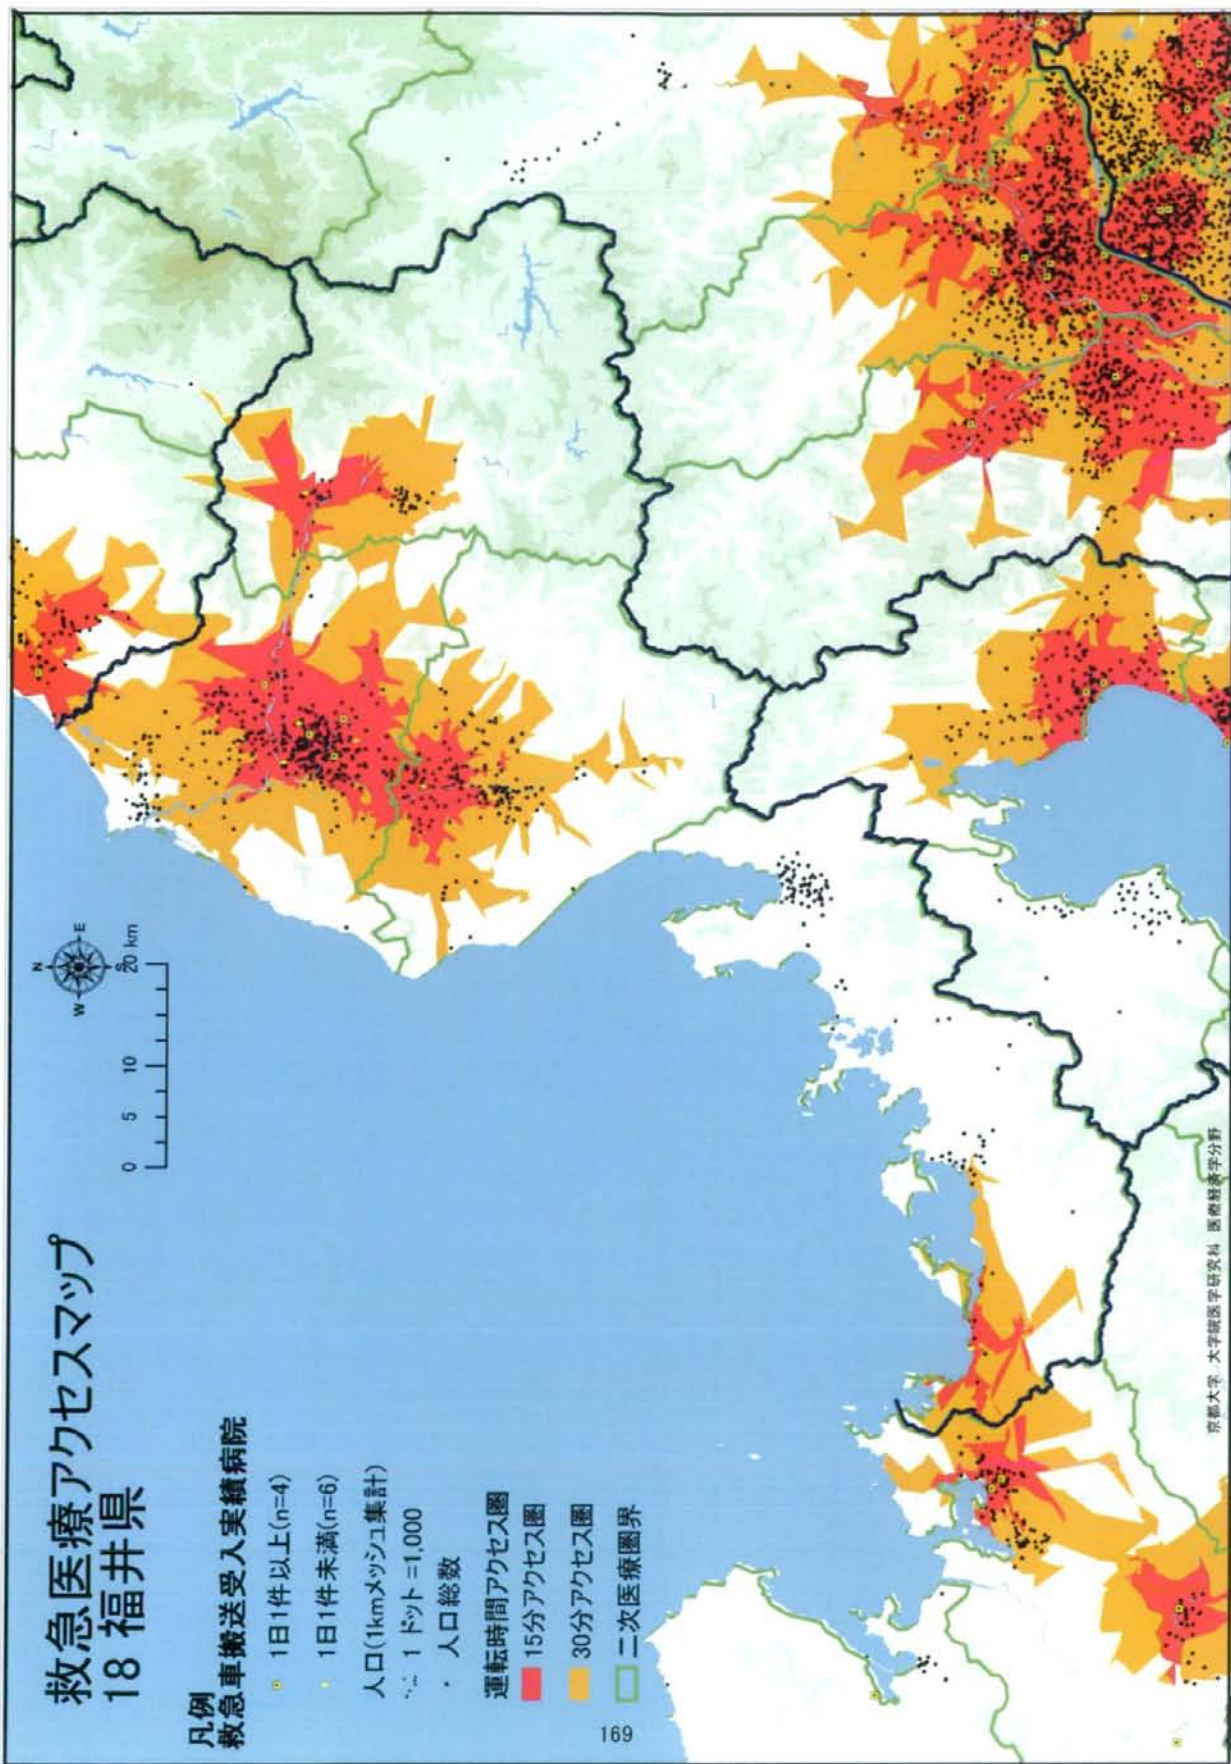 救急医療アクセスマップ
18 福井県
凡例
救急車搬送受入実績病院
1日1件以上(n=4)
1日1件未満(n=6)
人口(1kmメッシュ集計)
1 ドット =1,000
人口総数
運転時間アクセス圏
15分アクセス圏
30分アクセス圏
二次医療圏界
0 5 10 20 km
N
W E
S
京都大学 大学院医学研究科 医療経済学分野
169